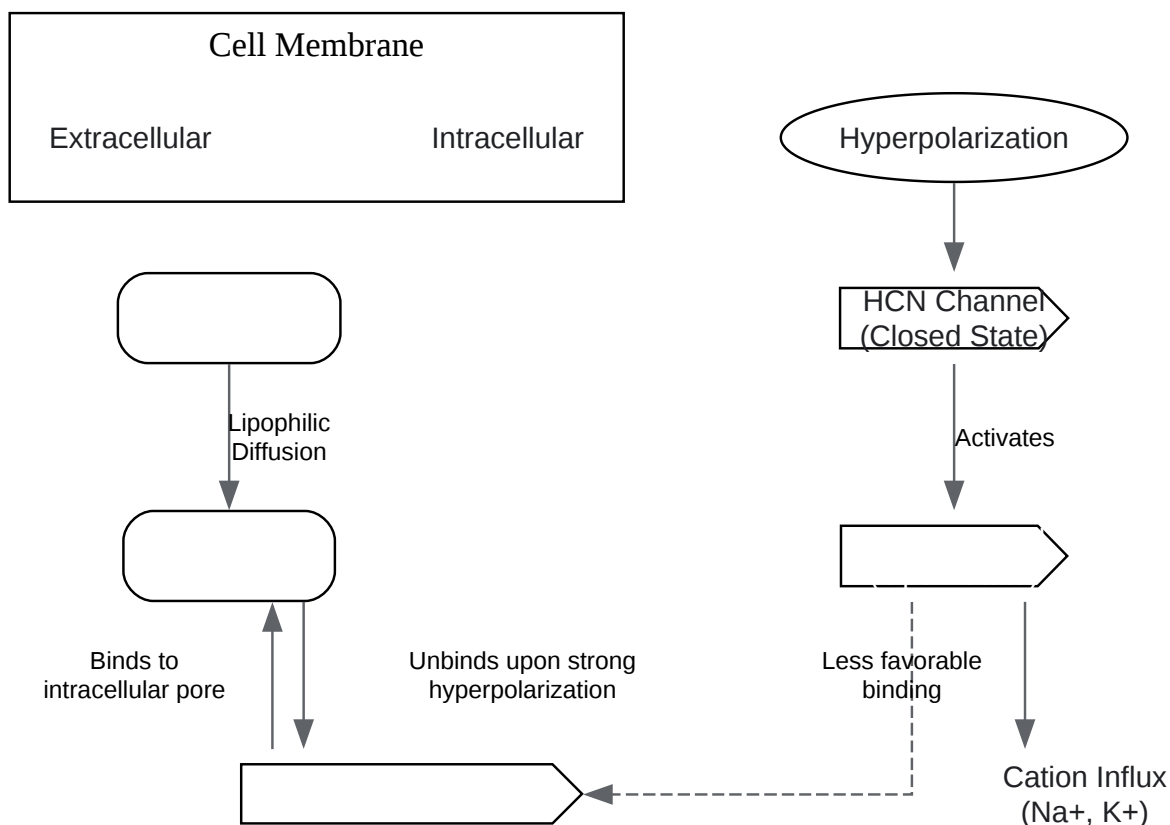 Cell Membrane
Extracellular
Intracellular
Hyperpolarization
HCN Channel
(Closed State)
Lipophilic
Diffusion
Activates
Binds to
intracellular pore
Unbinds upon strong
hyperpolarization
Less favorable
binding
Cation Influx
(Na+, K+)